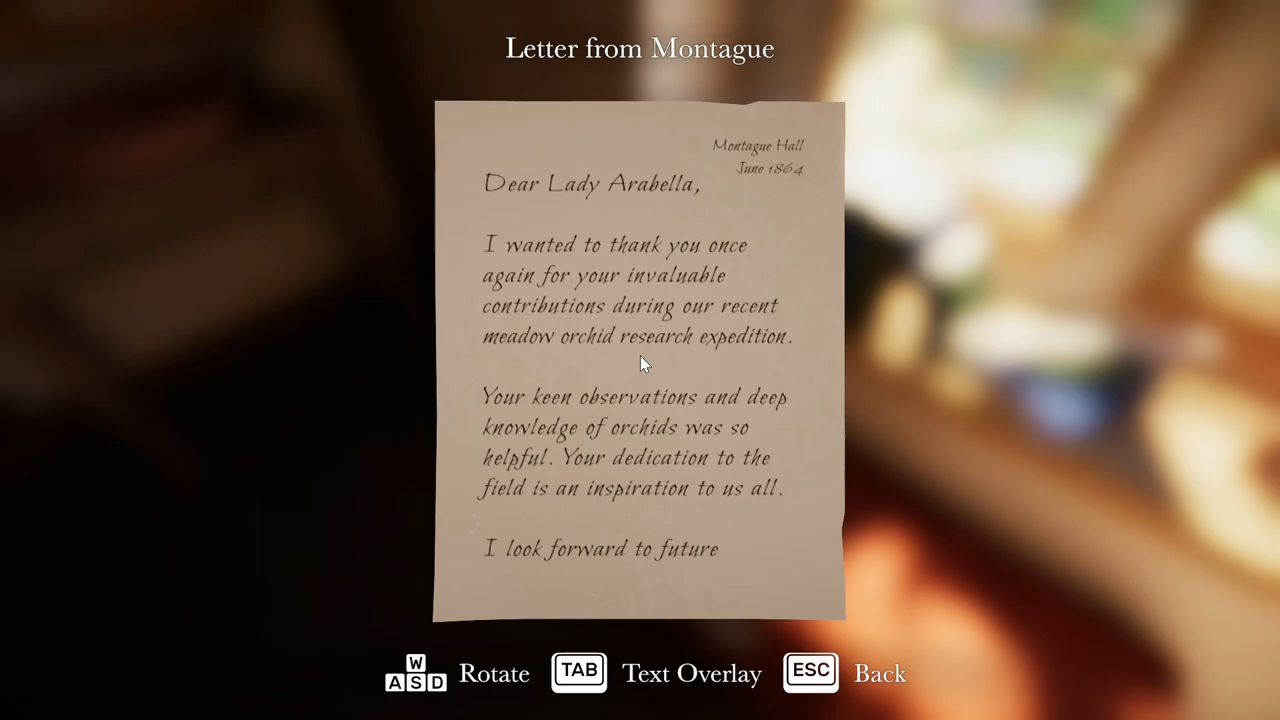 Letter from Montague
Montague Hall
June 1864
Dear Lady Arabella,
I wanted to thank you once
again for your invaluable
contributions during our recent
meadow orchid research expedition.
Your keen observations and deep
knowledge of orchids was so
helpful. Your dedication to the
field is an inspiration to us all.
I look forward to future
W
A S D Rotate TAB Text Overlay ESC Back